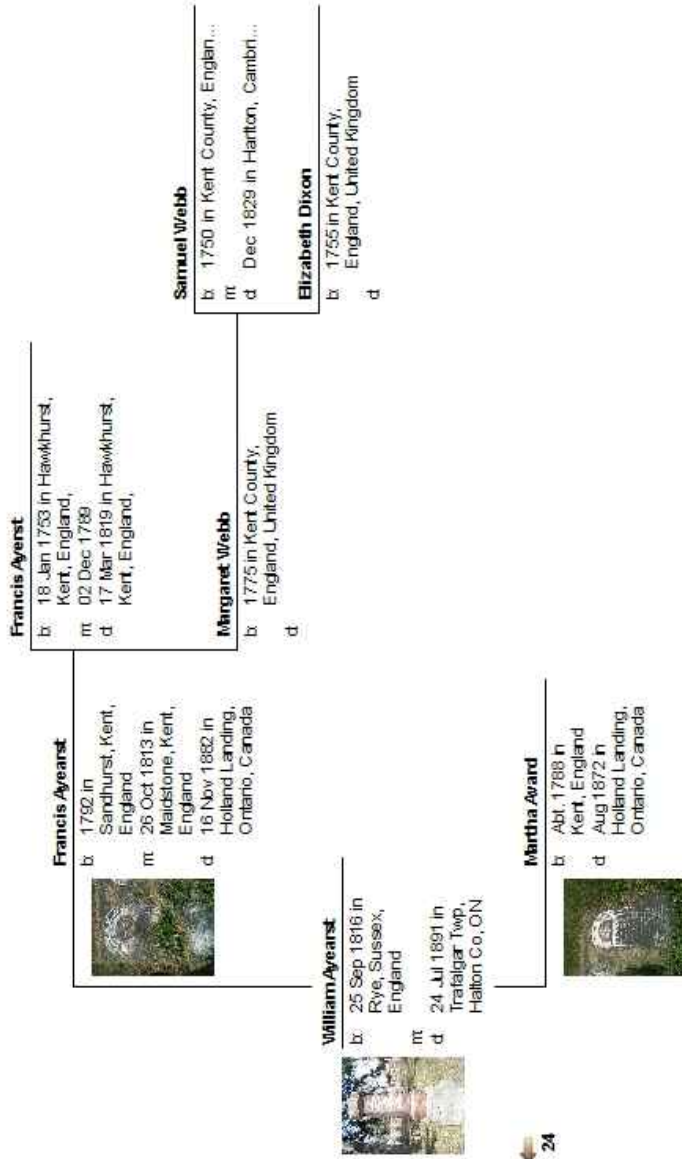 Francis Ayerst
b: 18 Jan 1753 in Hawkhurst,
Kent, England,
m: 02 Dec 1789
d: 17 Mar 1819 in Hawkhurst,
Kent, England,
Francis Ayearst
b: 1792 in
Sandhurst, Kent,
England
m: 26 Oct 1813 in
Maidstone, Kent,
England
d: 16 Nov 1882 in
Holland Landing,
Ontario, Canada
Samuel Webb
b: 1750 in Kent County, Englan...
m:
d: Dec 1829 in Harlton, Cambri...
Margaret Webb
b: 1775 in Kent County,
England, United Kingdom
d:
Elizabeth Dixon
b: 1755 in Kent County,
England, United Kingdom
d:
William Ayearst
b: 25 Sep 1816 in
Rye, Sussex,
England
m:
d: 24 Jul 1891 in
Trafalgar Twp,
Halton Co, ON
Martha Avard
b: Abt. 1788 in
Kent, England
d: Aug 1872 in
Holland Landing,
Ontario, Canada
24